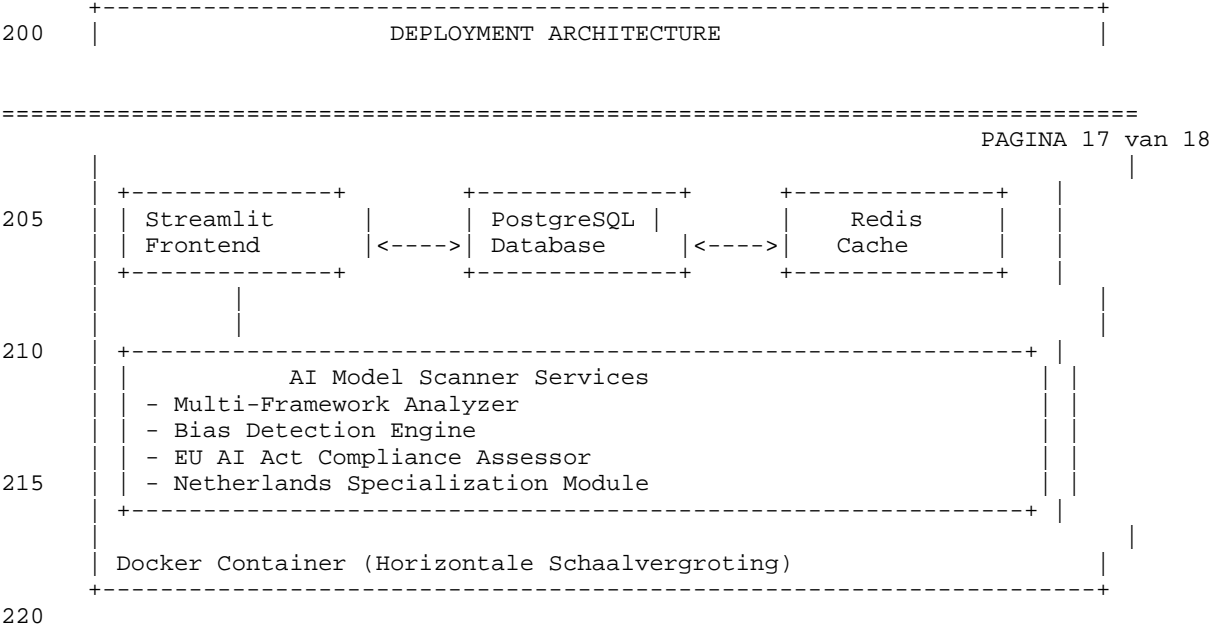 +---------------------------------------------------------------------+
200 | DEPLOYMENT ARCHITECTURE |
===============================================================================
PAGINA 17 van 18
| |
| +--------------+ +--------------+ +--------------+ |
205 | | Streamlit | | PostgreSQL | | Redis | |
| | Frontend |<---->| Database |<---->| Cache | |
| +--------------+ +--------------+ +--------------+ |
| | |
| | |
210 | +--------------------------------------------------------------+ |
| | AI Model Scanner Services | |
| | - Multi-Framework Analyzer | |
| | - Bias Detection Engine | |
| | - EU AI Act Compliance Assessor | |
215 | | - Netherlands Specialization Module | |
| +--------------------------------------------------------------+ |
| |
| Docker Container (Horizontale Schaalvergroting) |
+---------------------------------------------------------------------+
220